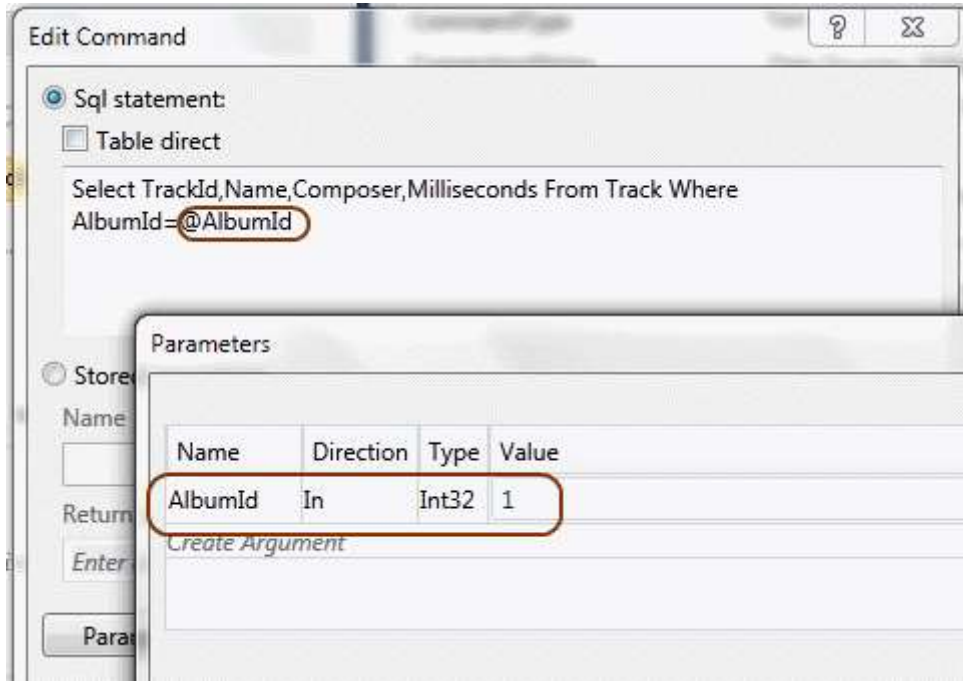 Edit Command
Sql statement:
Table direct
Select TrackId,Name,Composer,Milliseconds From Track Where
AlbumId=@AlbumId
Parameters
Name Direction Type Value
AlbumId In Int32 1
Create Argument
Name
Return
Enter